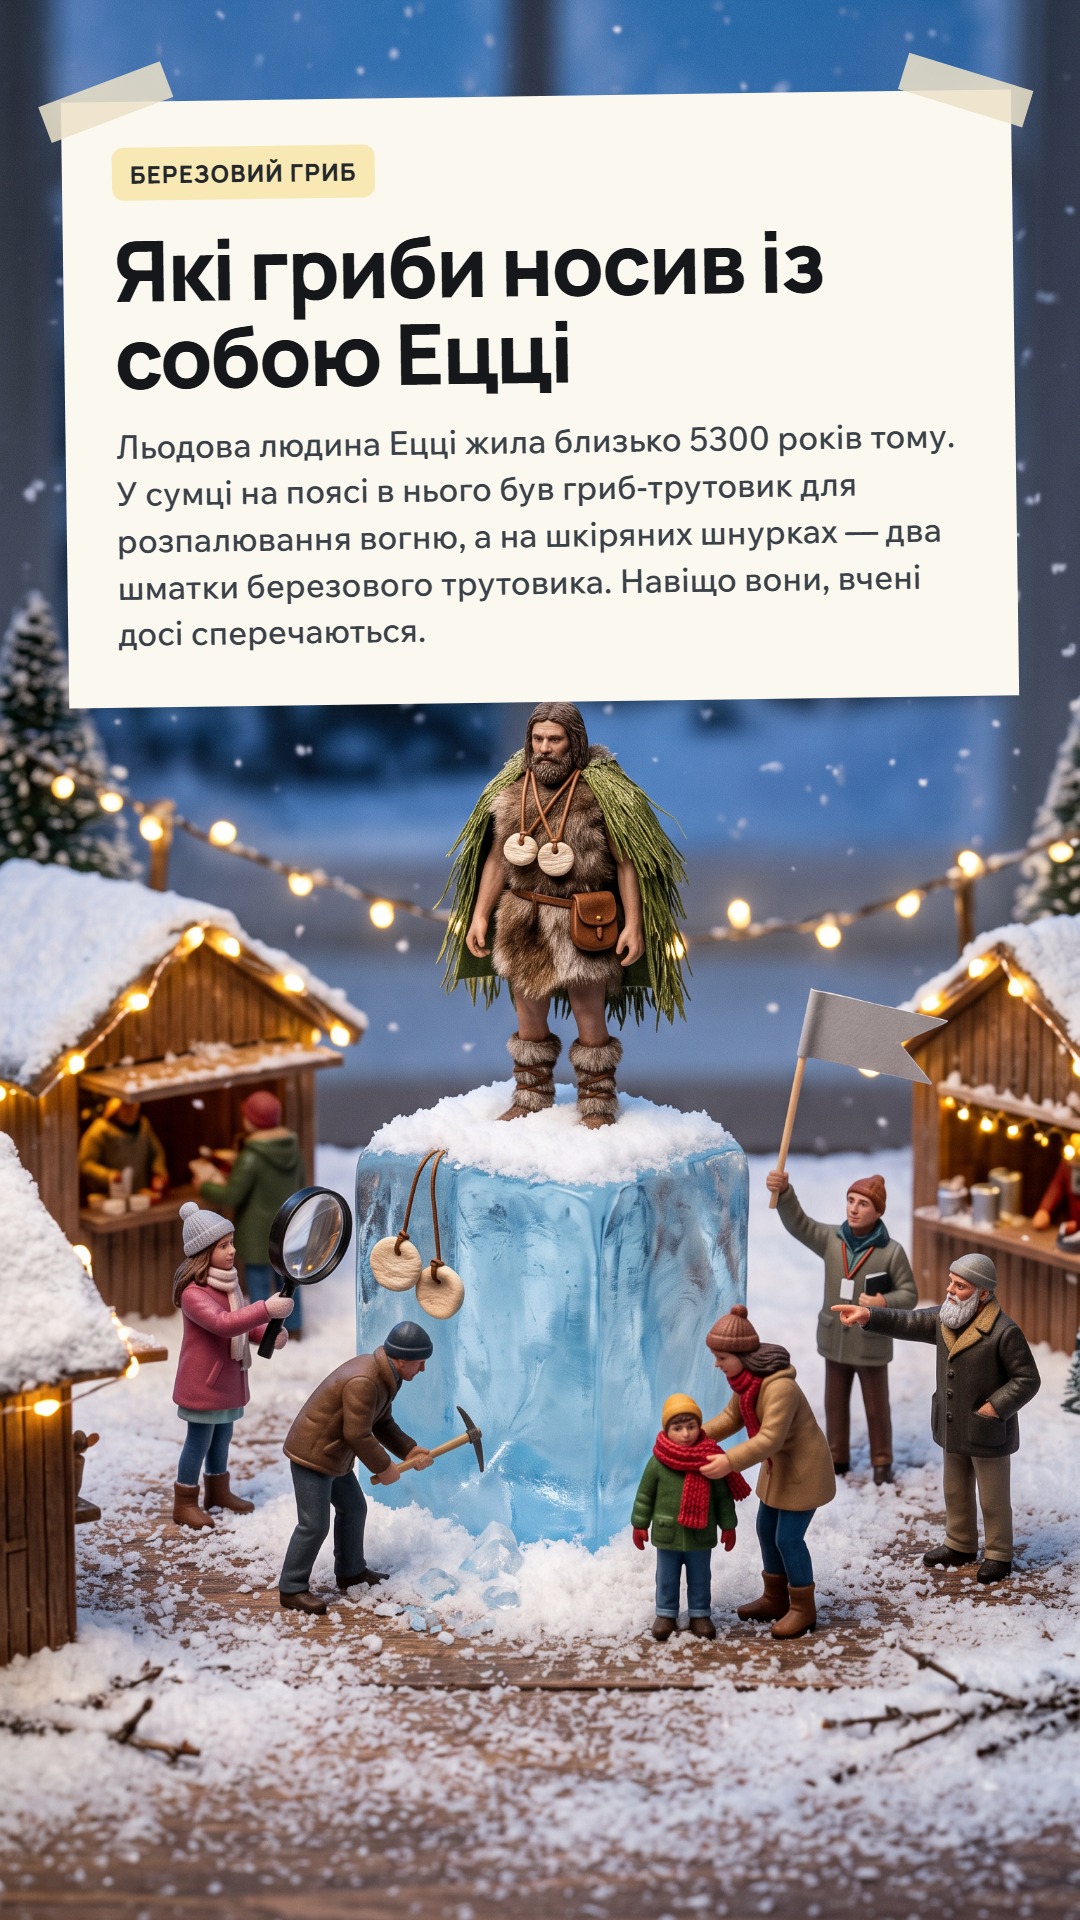 БЕРЕЗОВИЙ ГРИБ
Які гриби носив із
собою Ецці
Льодова людина Ецці жила близько 5300 років тому.
У сумці на поясі в нього був гриб-трутовик для
розпалювання вогню, а на шкіряних шнурках — два
шматки березового трутовика. Навіщо вони, вчені
досі сперечаються.